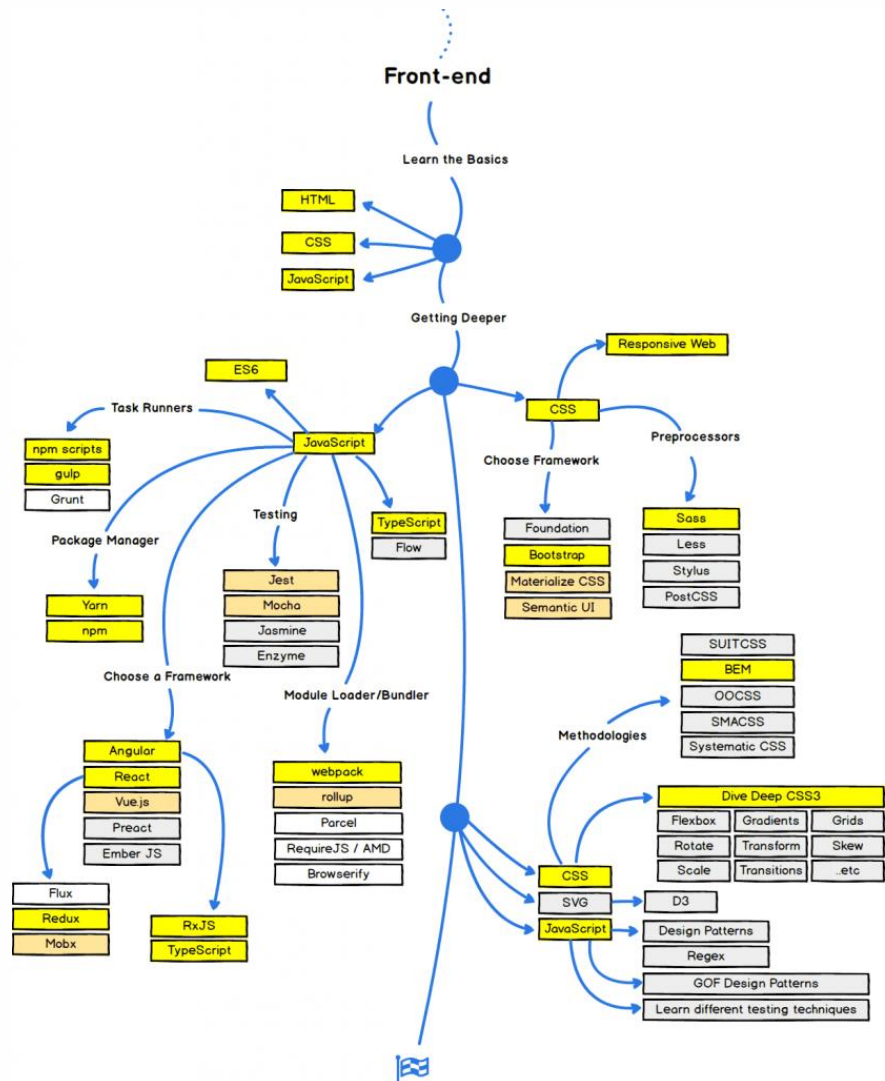 Front-end
Learn the Basics
HTML
CSS
JavaScript
Getting Deeper
Responsive Web
ES6
CSS
Task Runners
JavaScript
Preprocessors
npm scripts
gulp
Grunt
Choose Framework
Testing
TypeScript
Flow
Package Manager
Foundation
Bootstrap
Materialize CSS
Semantic UI
Sass
Less
Stylus
PostCSS
Jest
Mocha
Jasmine
Enzyme
Yarn
npm
Choose a Framework
Module Loader/Bundler
SUITCSS
BEM
OOCSS
SMACSS
Systematic CSS
Methodologies
Angular
React
Vue.js
Preact
Ember JS
webpack
rollup
Parcel
RequireJS / AMD
Browserify
Dive Deep CSS3
Flexbox Gradients Grids
Rotate Transform Skew
Scale Transitions ..etc
Flux
Redux
Mobx
RxJS
TypeScript
CSS
SVG
D3
JavaScript
Design Patterns
Regex
GOF Design Patterns
Learn different testing techniques